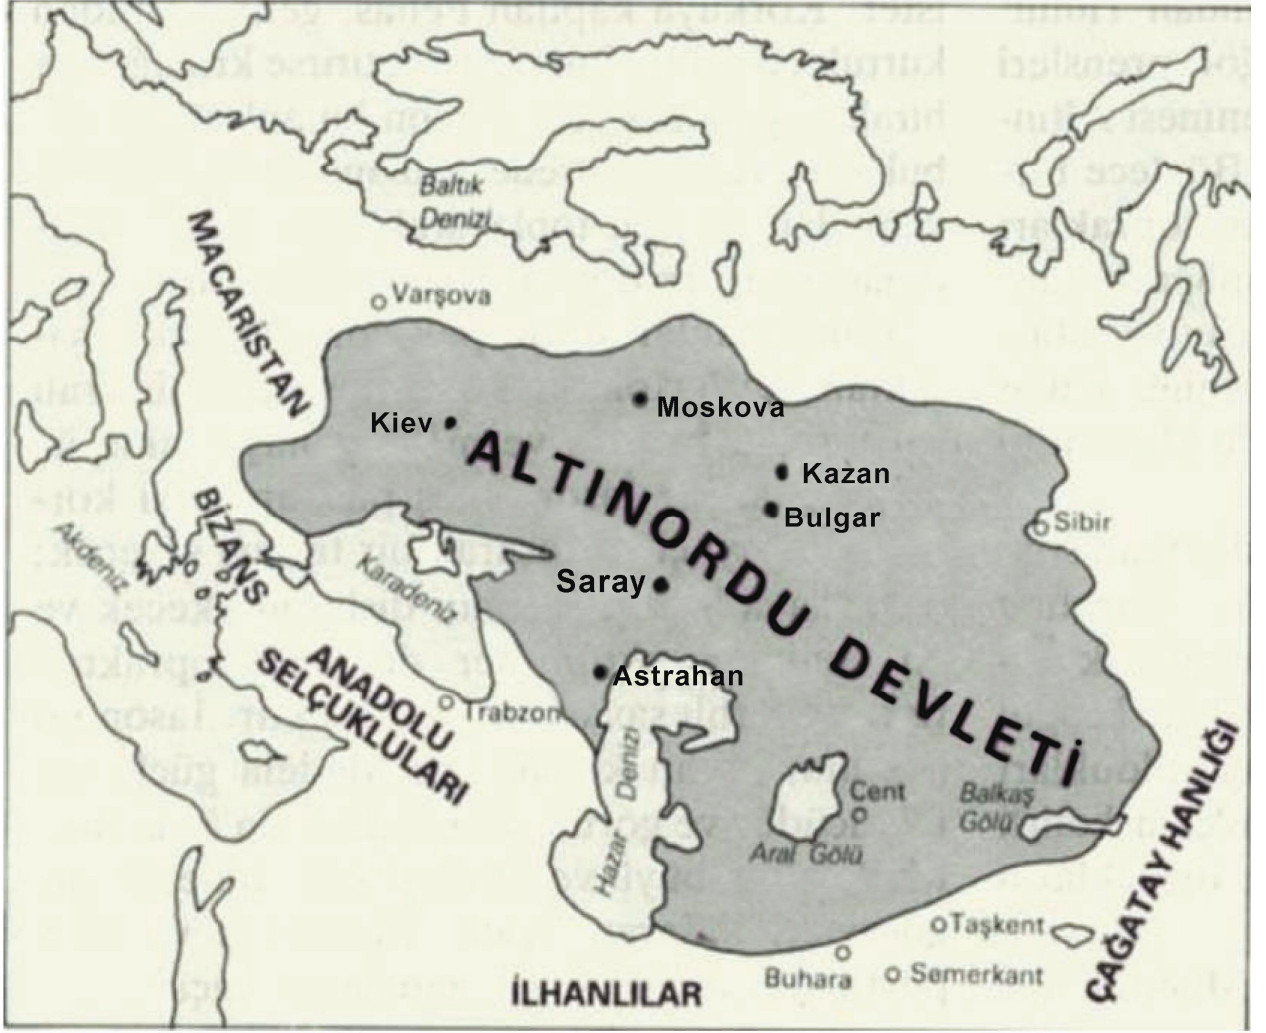 Baltık
Denizi
MACARİSTAN
Varşova
Moskova
Kiev
ALTINORDU DEVLETİ
Kazan
Bulgar
Sibir
BİZANS
Akdeniz
Karadeniz
Saray
Astrahan
ANADOLU
SELÇUKLULARI
Trabzon
Hazar Denizi
Cent
Aral Gölü
Balkaş
Gölü
ÇAĞATAY HANLIĞI
Taşkent
Buhara
Semerkant
İLHANLILAR